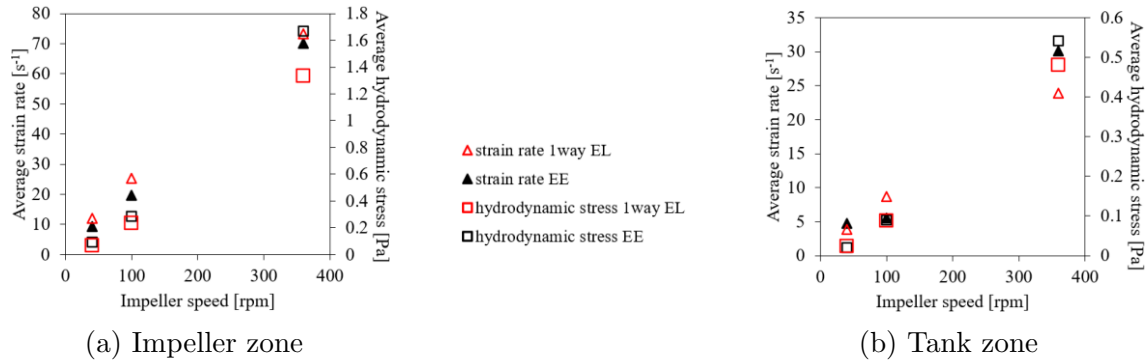 80
70
60
50
40
30
20
10
0
Average strain rate [s⁻¹]
1.8
1.6
1.4
1.2
1
0.8
0.6
0.4
0.2
0
Average hydrodynamic stress [Pa]
0 100 200 300 400
Impeller speed [rpm]
(a) Impeller zone
strain rate 1way EL
strain rate EE
hydrodynamic stress 1way EL
hydrodynamic stress EE
35
30
25
20
15
10
5
0
Average strain rate [s⁻¹]
0.6
0.5
0.4
0.3
0.2
0.1
0
Average hydrodynamic stress [Pa]
0 100 200 300 400
Impeller speed [rpm]
(b) Tank zone